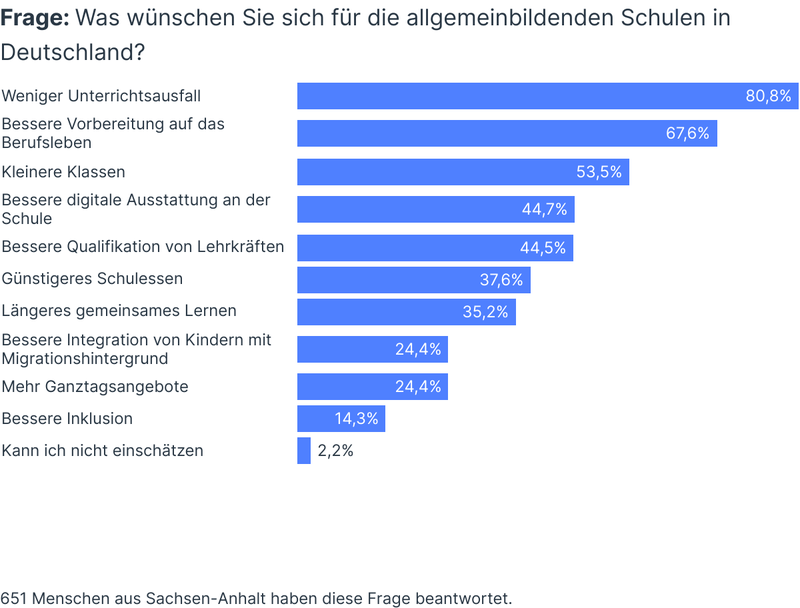 Frage: Was wünschen Sie sich für die allgemeinbildenden Schulen in
Deutschland?
Weniger Unterrichtsausfall 80,8%
Bessere Vorbereitung auf das
Berufsleben 67,6%
Kleinere Klassen 53,5%
Bessere digitale Ausstattung an der
Schule 44,7%
Bessere Qualifikation von Lehrkräften 44,5%
Günstigeres Schulessen 37,6%
Längeres gemeinsames Lernen 35,2%
Bessere Integration von Kindern mit
Migrationshintergrund 24,4%
Mehr Ganztagsangebote 24,4%
Bessere Inklusion 14,3%
Kann ich nicht einschätzen 2,2%
651 Menschen aus Sachsen-Anhalt haben diese Frage beantwortet.